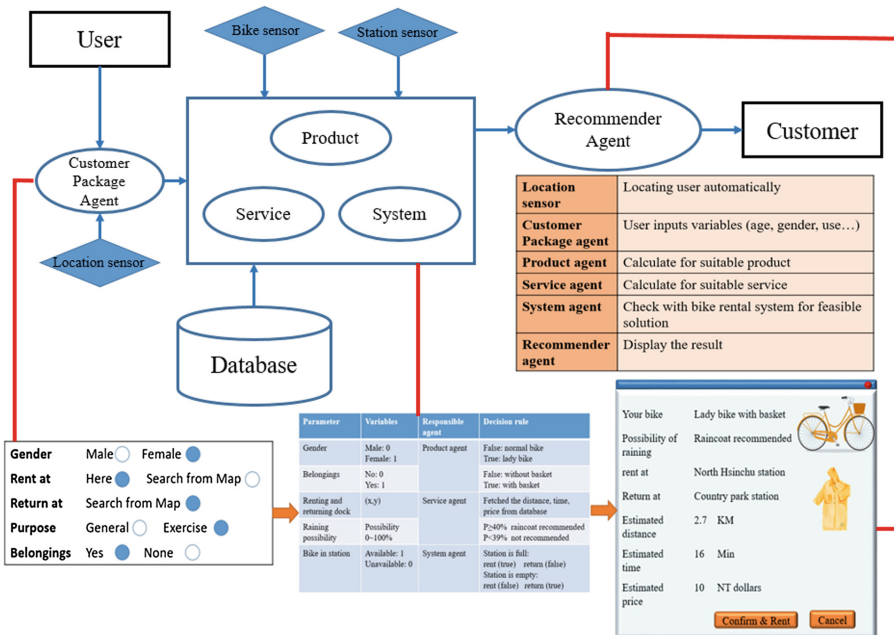 User
Bike sensor
Station sensor
Customer
Package
Agent
Product
Service
System
Recommender
Agent
Customer
Location sensor
Database
Location
sensor
Locating user automatically
Customer
Package agent
User inputs variables (age, gender, use…)
Product agent
Calculate for suitable product
Service agent
Calculate for suitable service
System agent
Check with bike rental system for feasible
solution
Recommender
agent
Display the result
Gender Male Female
Rent at Here Search from Map
Return at Search from Map
Purpose General Exercise
Belongings Yes None
Parameter Variables Responsible
agent
Decision rule
Gender
Male: 0
Female: 1
Product agent
False: normal bike
True: lady bike
Belongings
No: 0
Yes: 1
False: without basket
True: with basket
Renting and
returning dock
(x,y)
Service agent
Fetched the distance, time,
price from database
Raining
possibility
Possibility
0~100%
P≥40% raincoat recommended
P<39% not recommended
Bike in station
Available: 1
Unavailable: 0
System agent
Station is full:
rent (true) return (false)
Station is empty:
rent (false) return (true)
Your bike Lady bike with basket
Possibility of
raining
Raincoat recommended
rent at North Hsinchu station
Return at Country park station
Estimated
distance
2.7 KM
Estimated
time
16 Min
Estimated
price
10 NT dollars
Confirm & Rent
Cancel